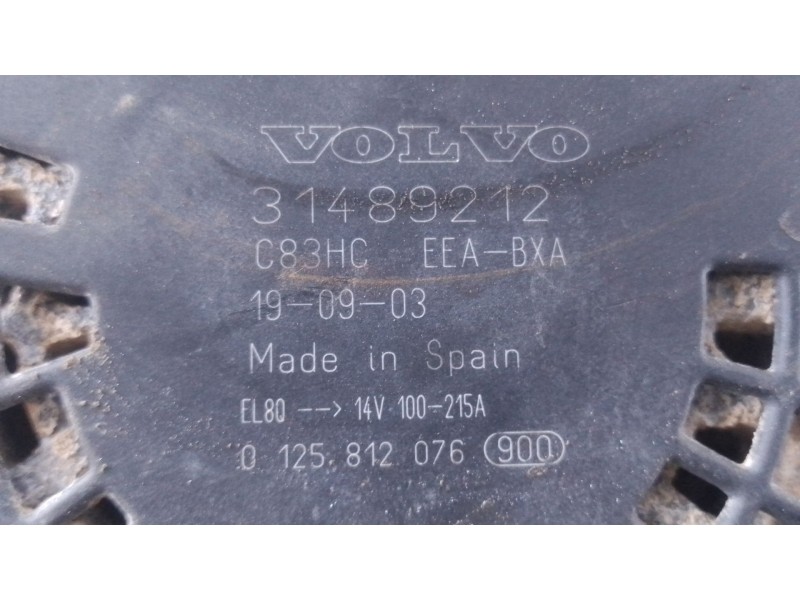 VOLVO
31489212
C83HC EEA-BXA
19-09-03
Made in Spain
EL8Q --> 14V 100-215A
0 125 812 076 900